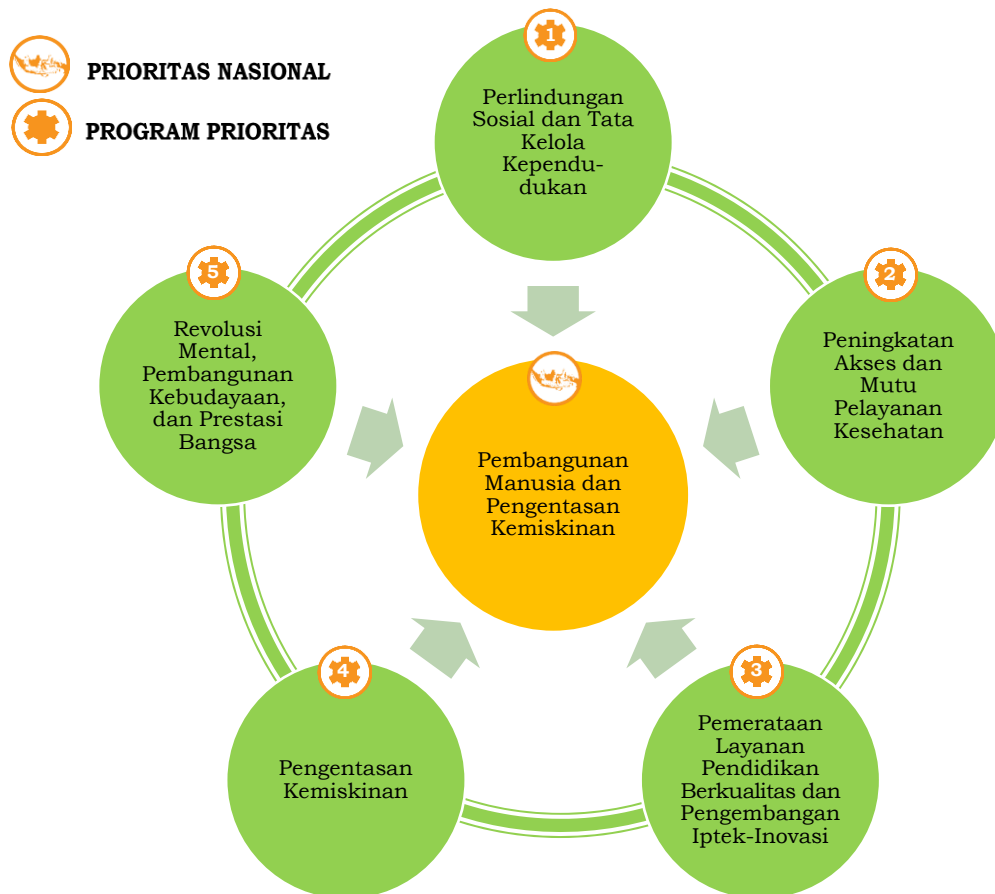 PRIORITAS NASIONAL
PROGRAM PRIORITAS
1
Perlindungan
Sosial dan Tata
Kelola
Kependu-
dukan
2
Peningkatan
Akses dan
Mutu
Pelayanan
Kesehatan
3
Pemerataan
Layanan
Pendidikan
Berkualitas dan
Pengembangan
Iptek-Inovasi
4
Pengentasan
Kemiskinan
5
Revolusi
Mental,
Pembangunan
Kebudayaan,
dan Prestasi
Bangsa
Pembangunan
Manusia dan
Pengentasan
Kemiskinan